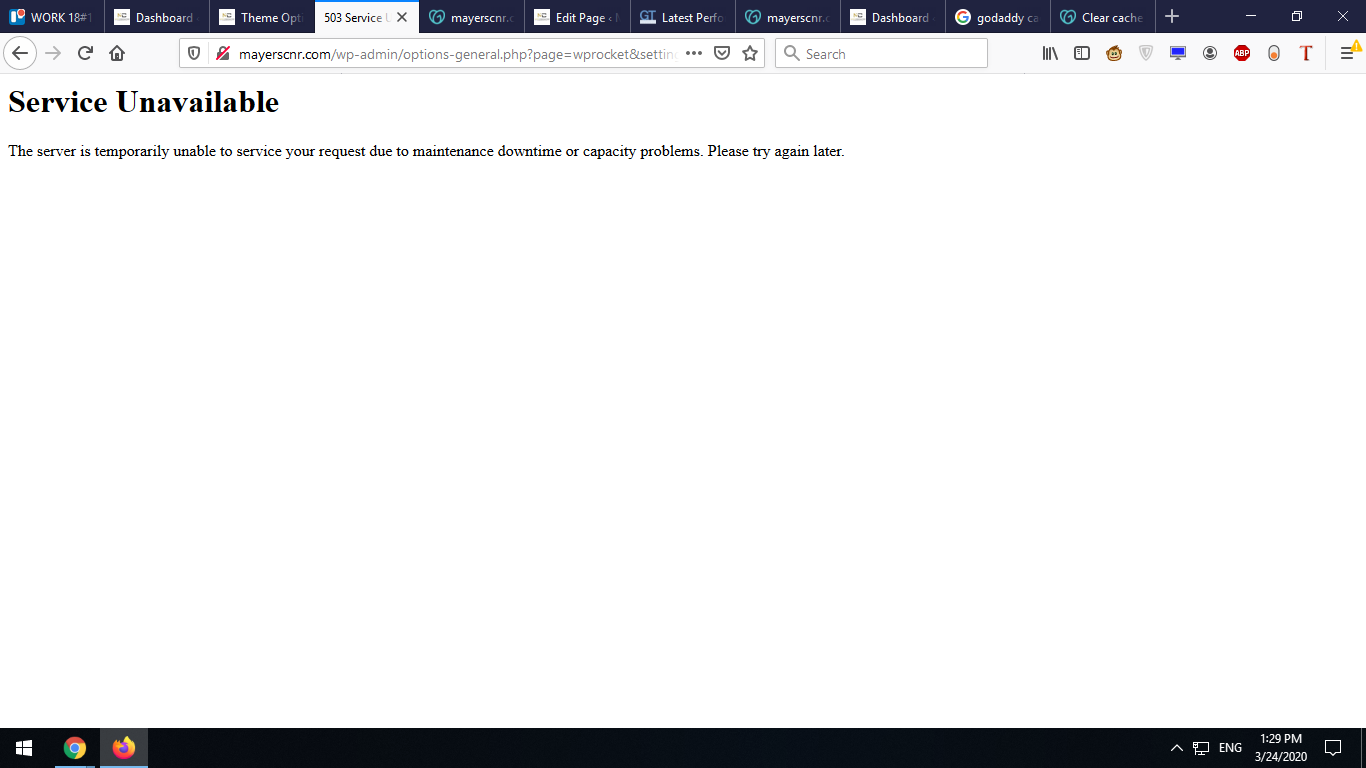 WORK 18#1
Dashboard
Theme Opti
503 Service U
mayerscnr.c
Edit Page ‹ M
GT
Latest Perfo
mayerscnr.c
Dashboard
godaddy ca
Clear cache
mayerscnr.com/wp-admin/options-general.php?page=wprocket&settin
Search
ABP
T
Service Unavailable
The server is temporarily unable to service your request due to maintenance downtime or capacity problems. Please try again later.
ENG
1:29 PM
3/24/2020